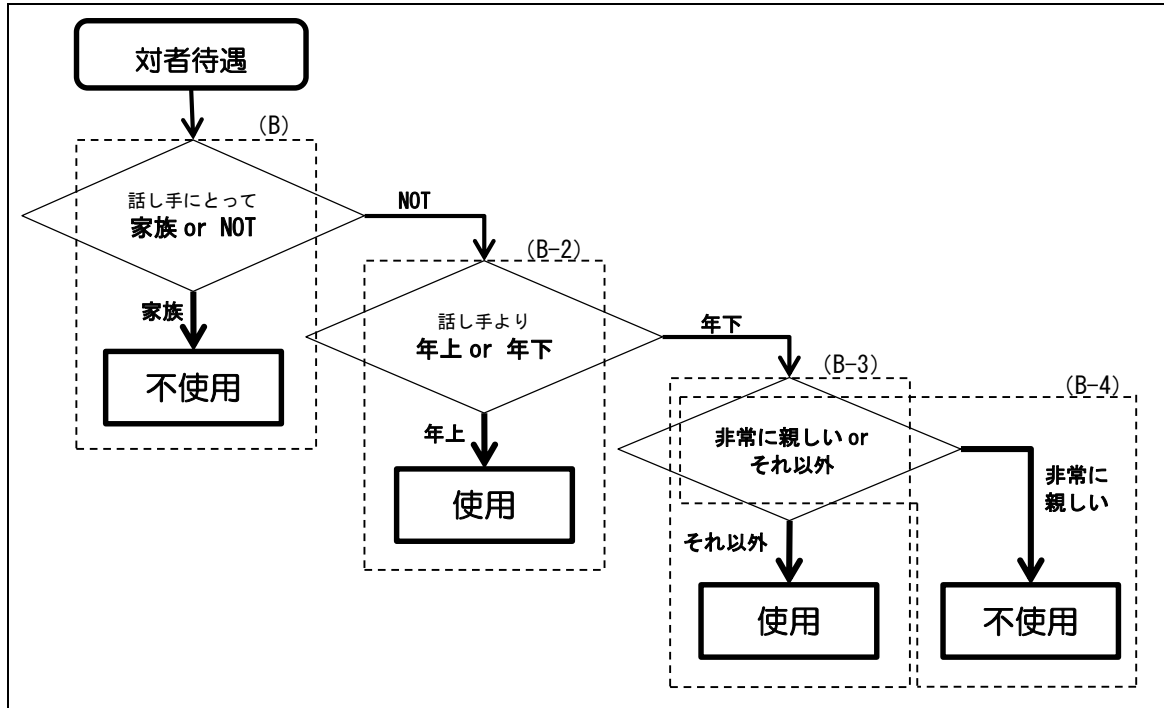 対者待遇
(B)
話し手にとって
家族 or NOT
NOT
家族
不使用
(B-2)
話し手より
年上 or 年下
年下
年上
使用
(B-3)
(B-4)
非常に親しい or
それ以外
非常に
親しい
それ以外
使用
不使用